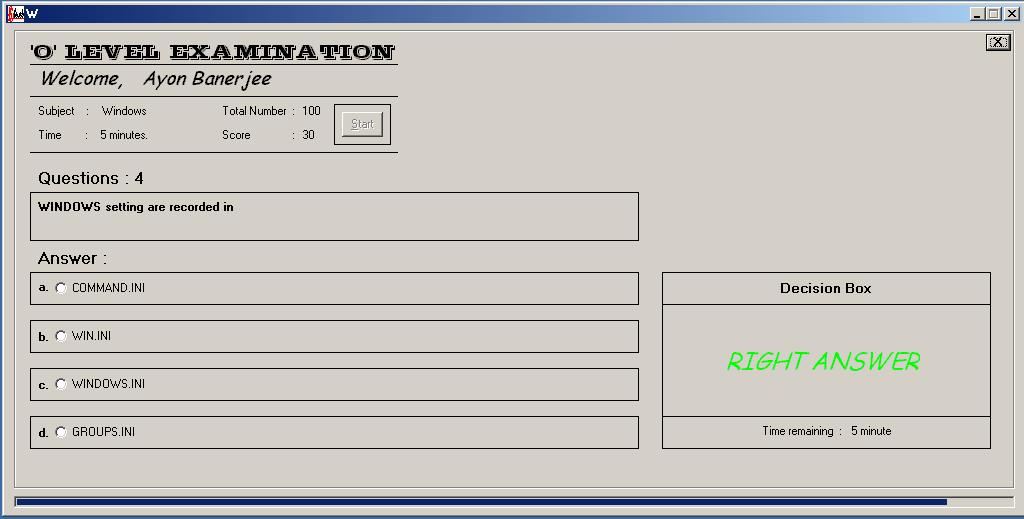 W
'O' LEVEL EXAMINATION
Welcome, Ayon Banerjee
Subject : Windows Total Number : 100
Time : 5 minutes. Score : 30
Start
Questions : 4
WINDOWS setting are recorded in
Answer :
a. COMMAND.INI
b. WIN.INI
c. WINDOWS.INI
d. GROUPS.INI
Decision Box
RIGHT ANSWER
Time remaining : 5 minute